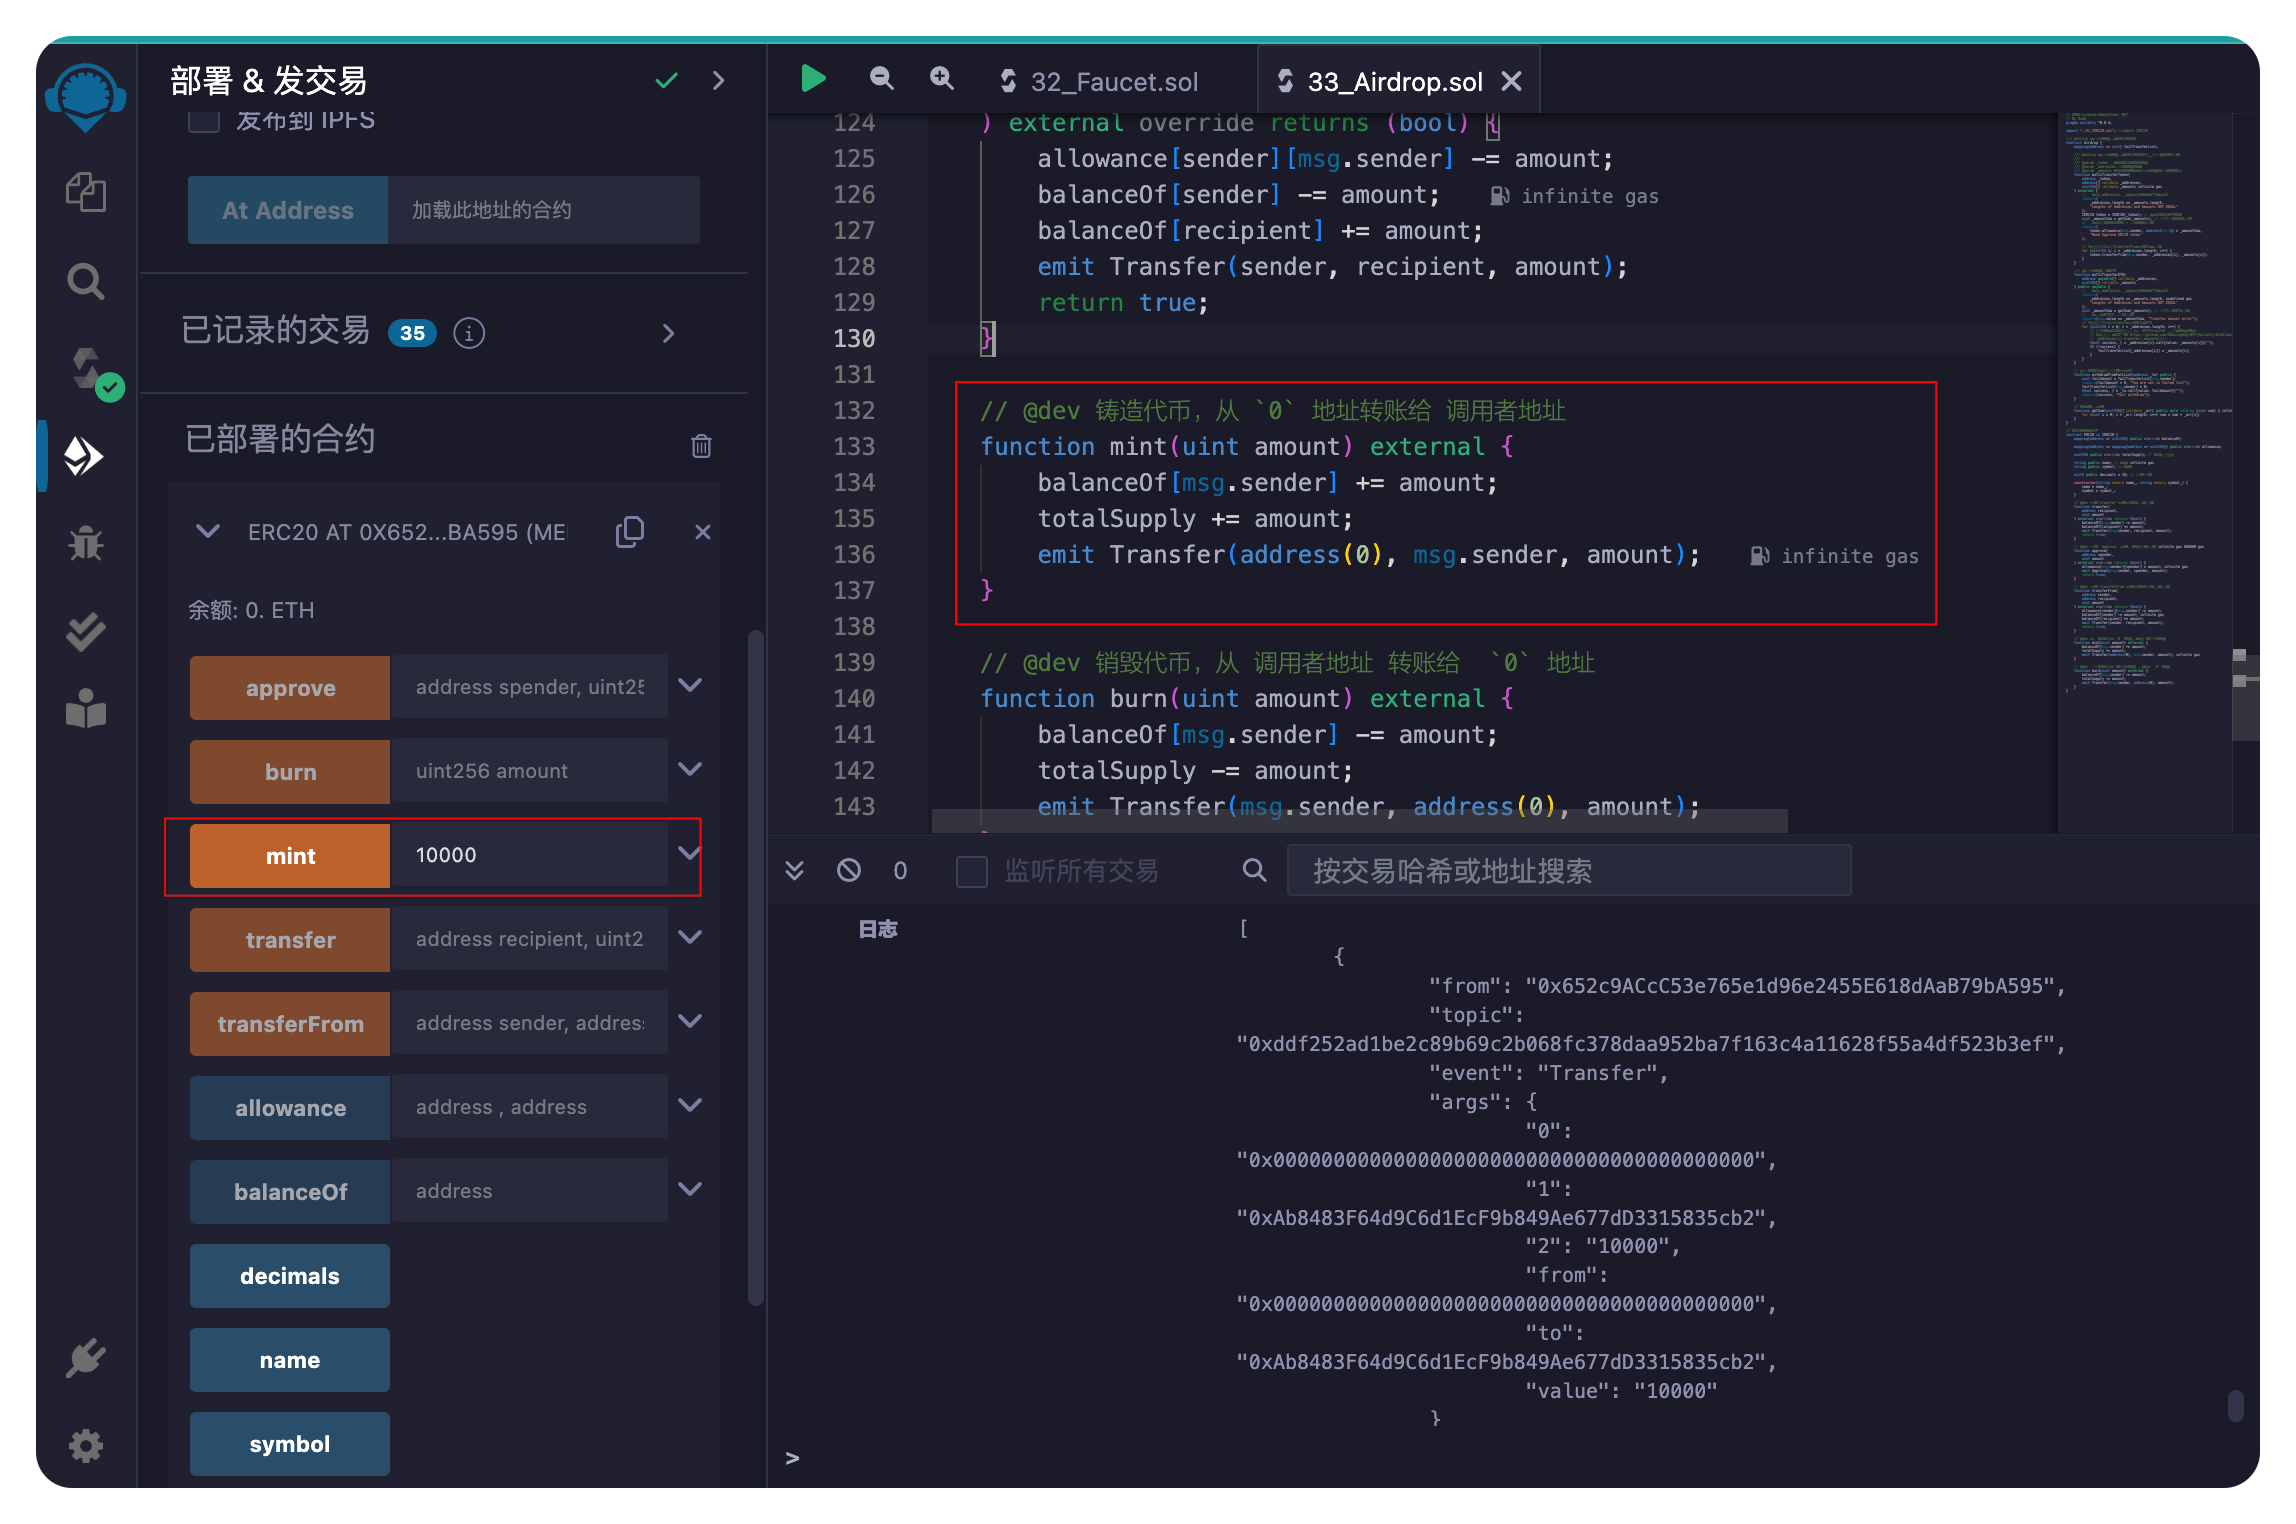 部署 & 发交易
发布到 IPFS
At Address
加载此地址的合约
已记录的交易 35
已部署的合约
ERC20 AT 0X652...BA595 (ME
余额: 0. ETH
approve
address spender, uint25
burn
uint256 amount
mint
10000
transfer
address recipient, uint2
transferFrom
address sender, addres
allowance
address , address
balanceOf
address
decimals
name
symbol
32_Faucet.sol
33_Airdrop.sol
124 ) external override returns (bool) {
125 allowance[sender][msg.sender] -= amount;
126 balanceOf[sender] -= amount; infinite gas
127 balanceOf[recipient] += amount;
128 emit Transfer(sender, recipient, amount);
129 return true;
130 }
131
132 // @dev 铸造代币，从 `0` 地址转账给 调用者地址
133 function mint(uint amount) external {
134 balanceOf[msg.sender] += amount;
135 totalSupply += amount;
136 emit Transfer(address(0), msg.sender, amount); infinite gas
137 }
138
139 // @dev 销毁代币，从 调用者地址 转账给 `0` 地址
140 function burn(uint amount) external {
141 balanceOf[msg.sender] -= amount;
142 totalSupply -= amount;
143 emit Transfer(msg.sender, address(0), amount);
0
监听所有交易
按交易哈希或地址搜索
日志
[
{
"from": "0x652c9ACcC53e765e1d96e2455E618dAaB79bA595",
"topic":
"0xddf252ad1be2c89b69c2b068fc378daa952ba7f163c4a11628f55a4df523b3ef",
"event": "Transfer",
"args": {
"0":
"0x0000000000000000000000000000000000000000",
"1":
"0xAb8483F64d9C6d1EcF9b849Ae677dD3315835cb2",
"2": "10000",
"from":
"0x0000000000000000000000000000000000000000",
"to":
"0xAb8483F64d9C6d1EcF9b849Ae677dD3315835cb2",
"value": "10000"
}
>